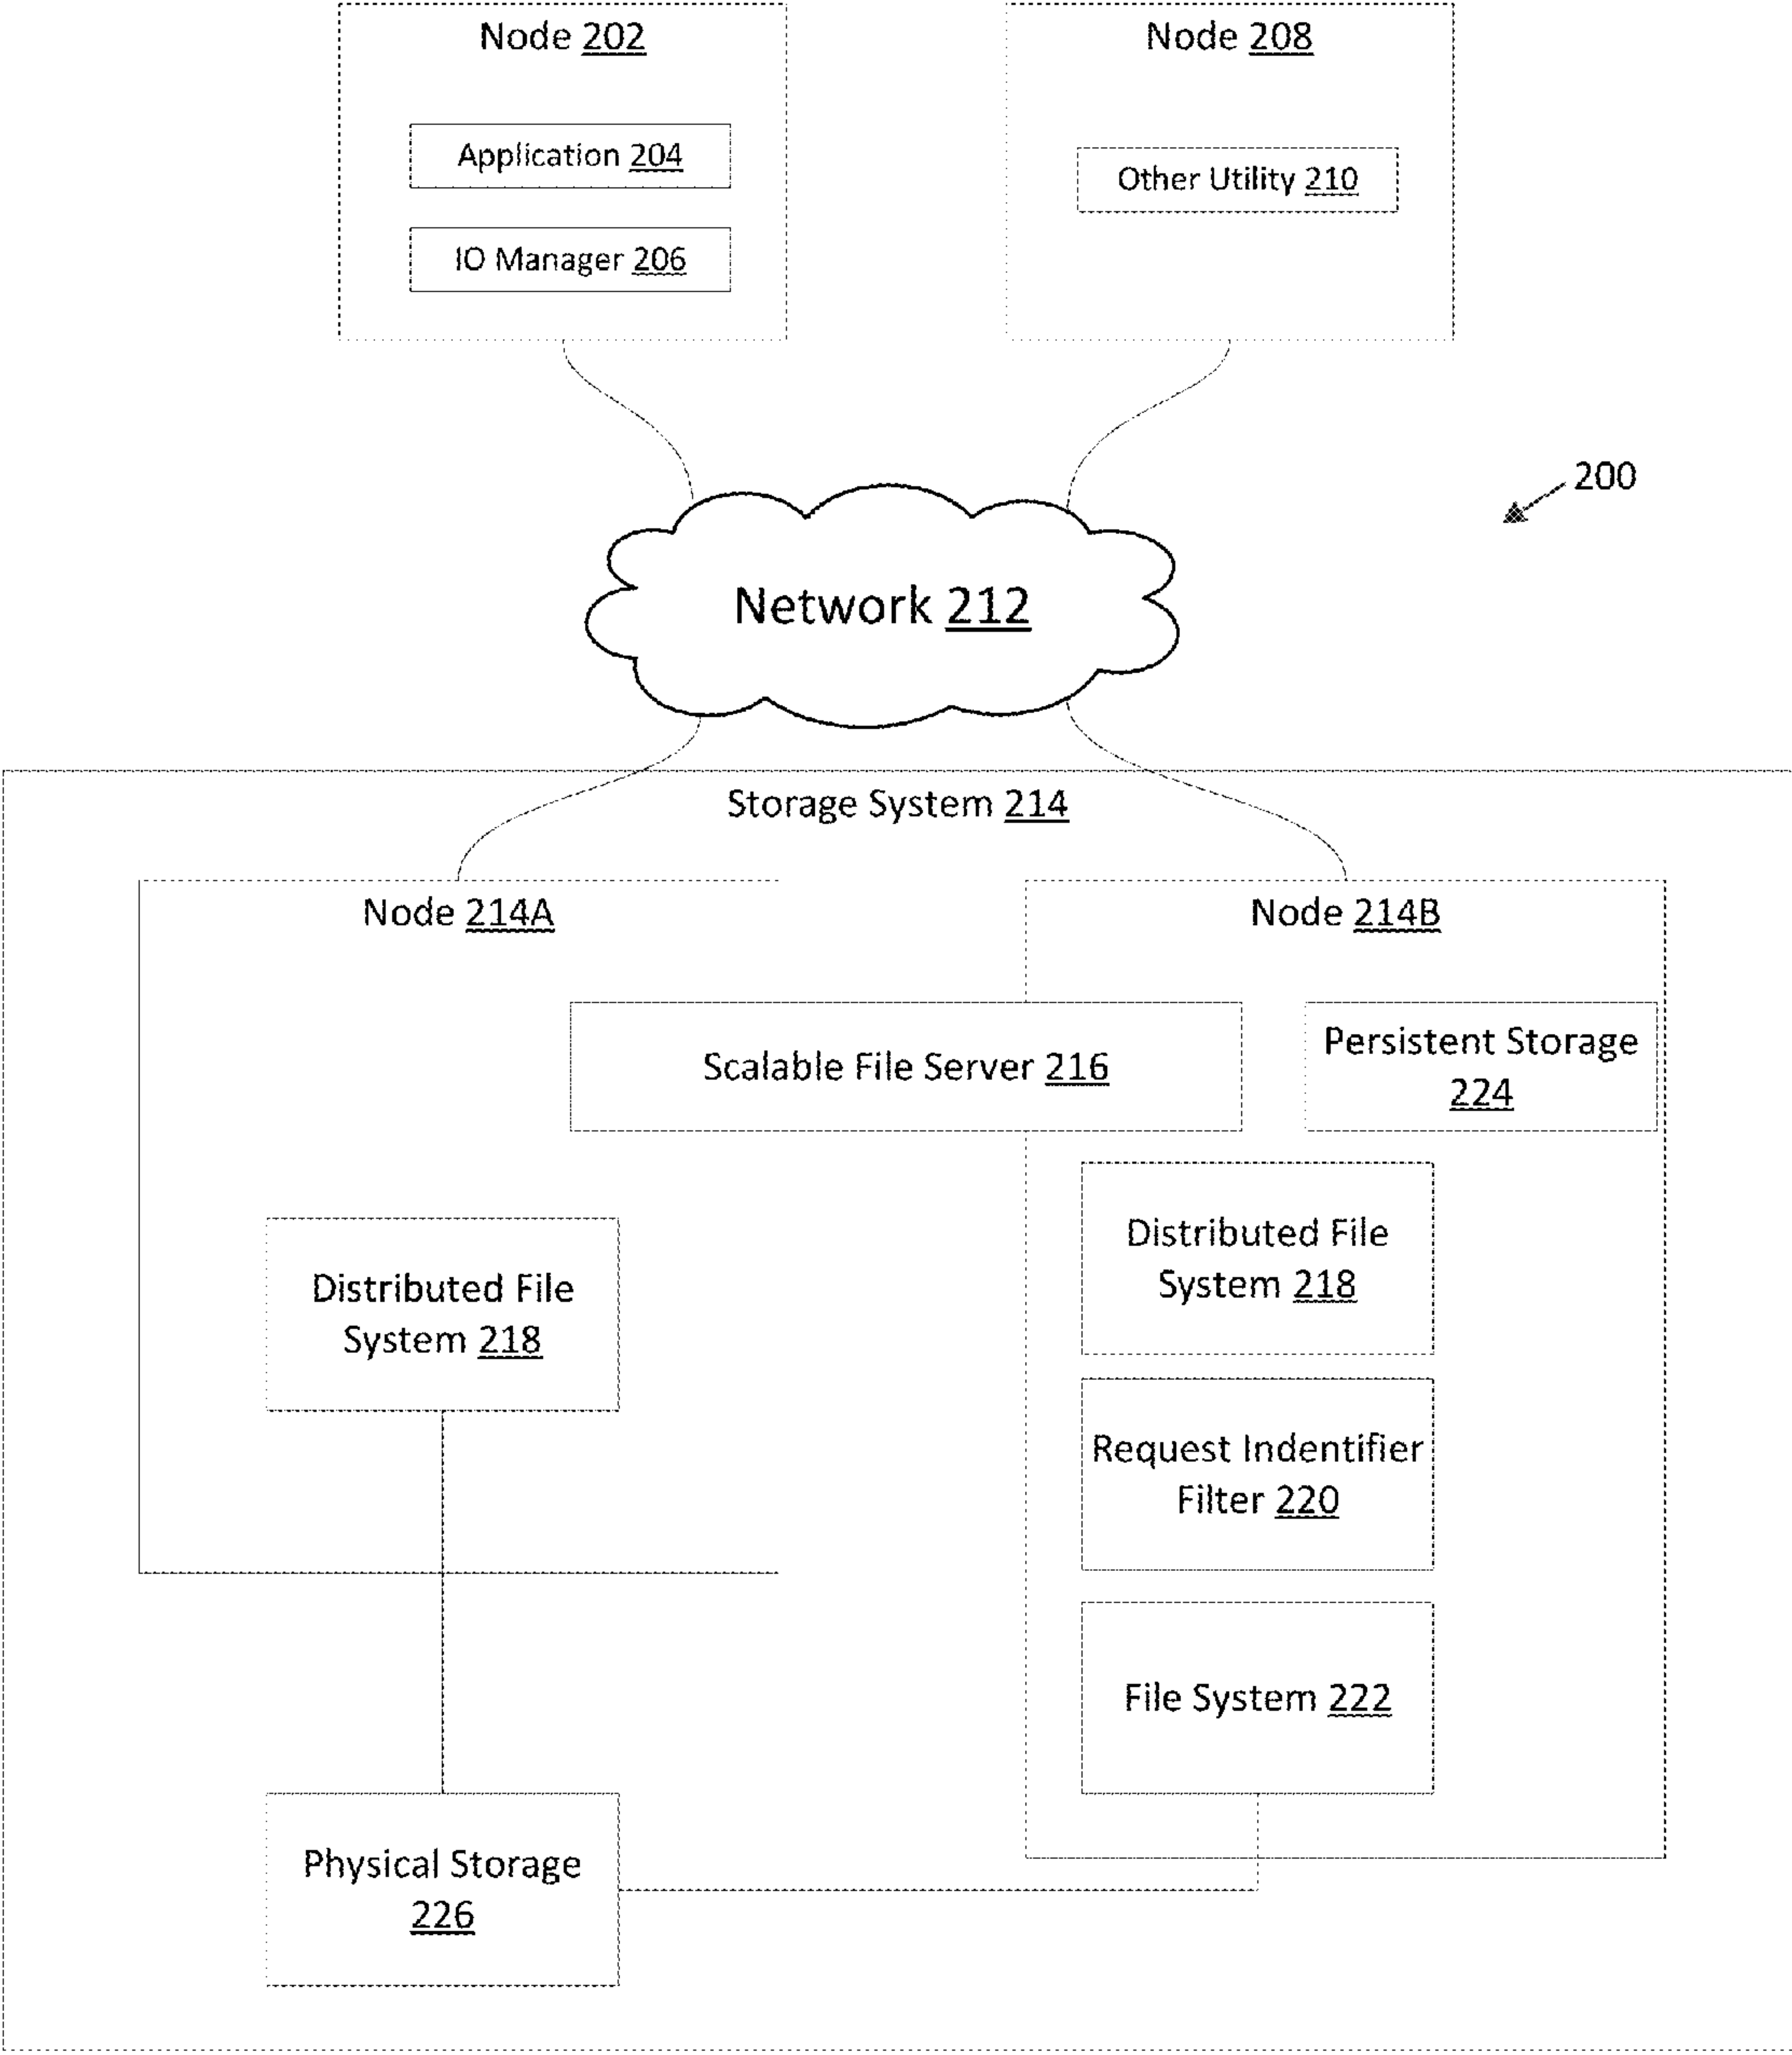 Node 202
Application 204
IO Manager 206
Node 208
Other Utility 210
200
Network 212
Storage System 214
Node 214A
Node 214B
Scalable File Server 216
Persistent Storage
224
Distributed File
System 218
Distributed File
System 218
Request Indentifier
Filter 220
File System 222
Physical Storage
226